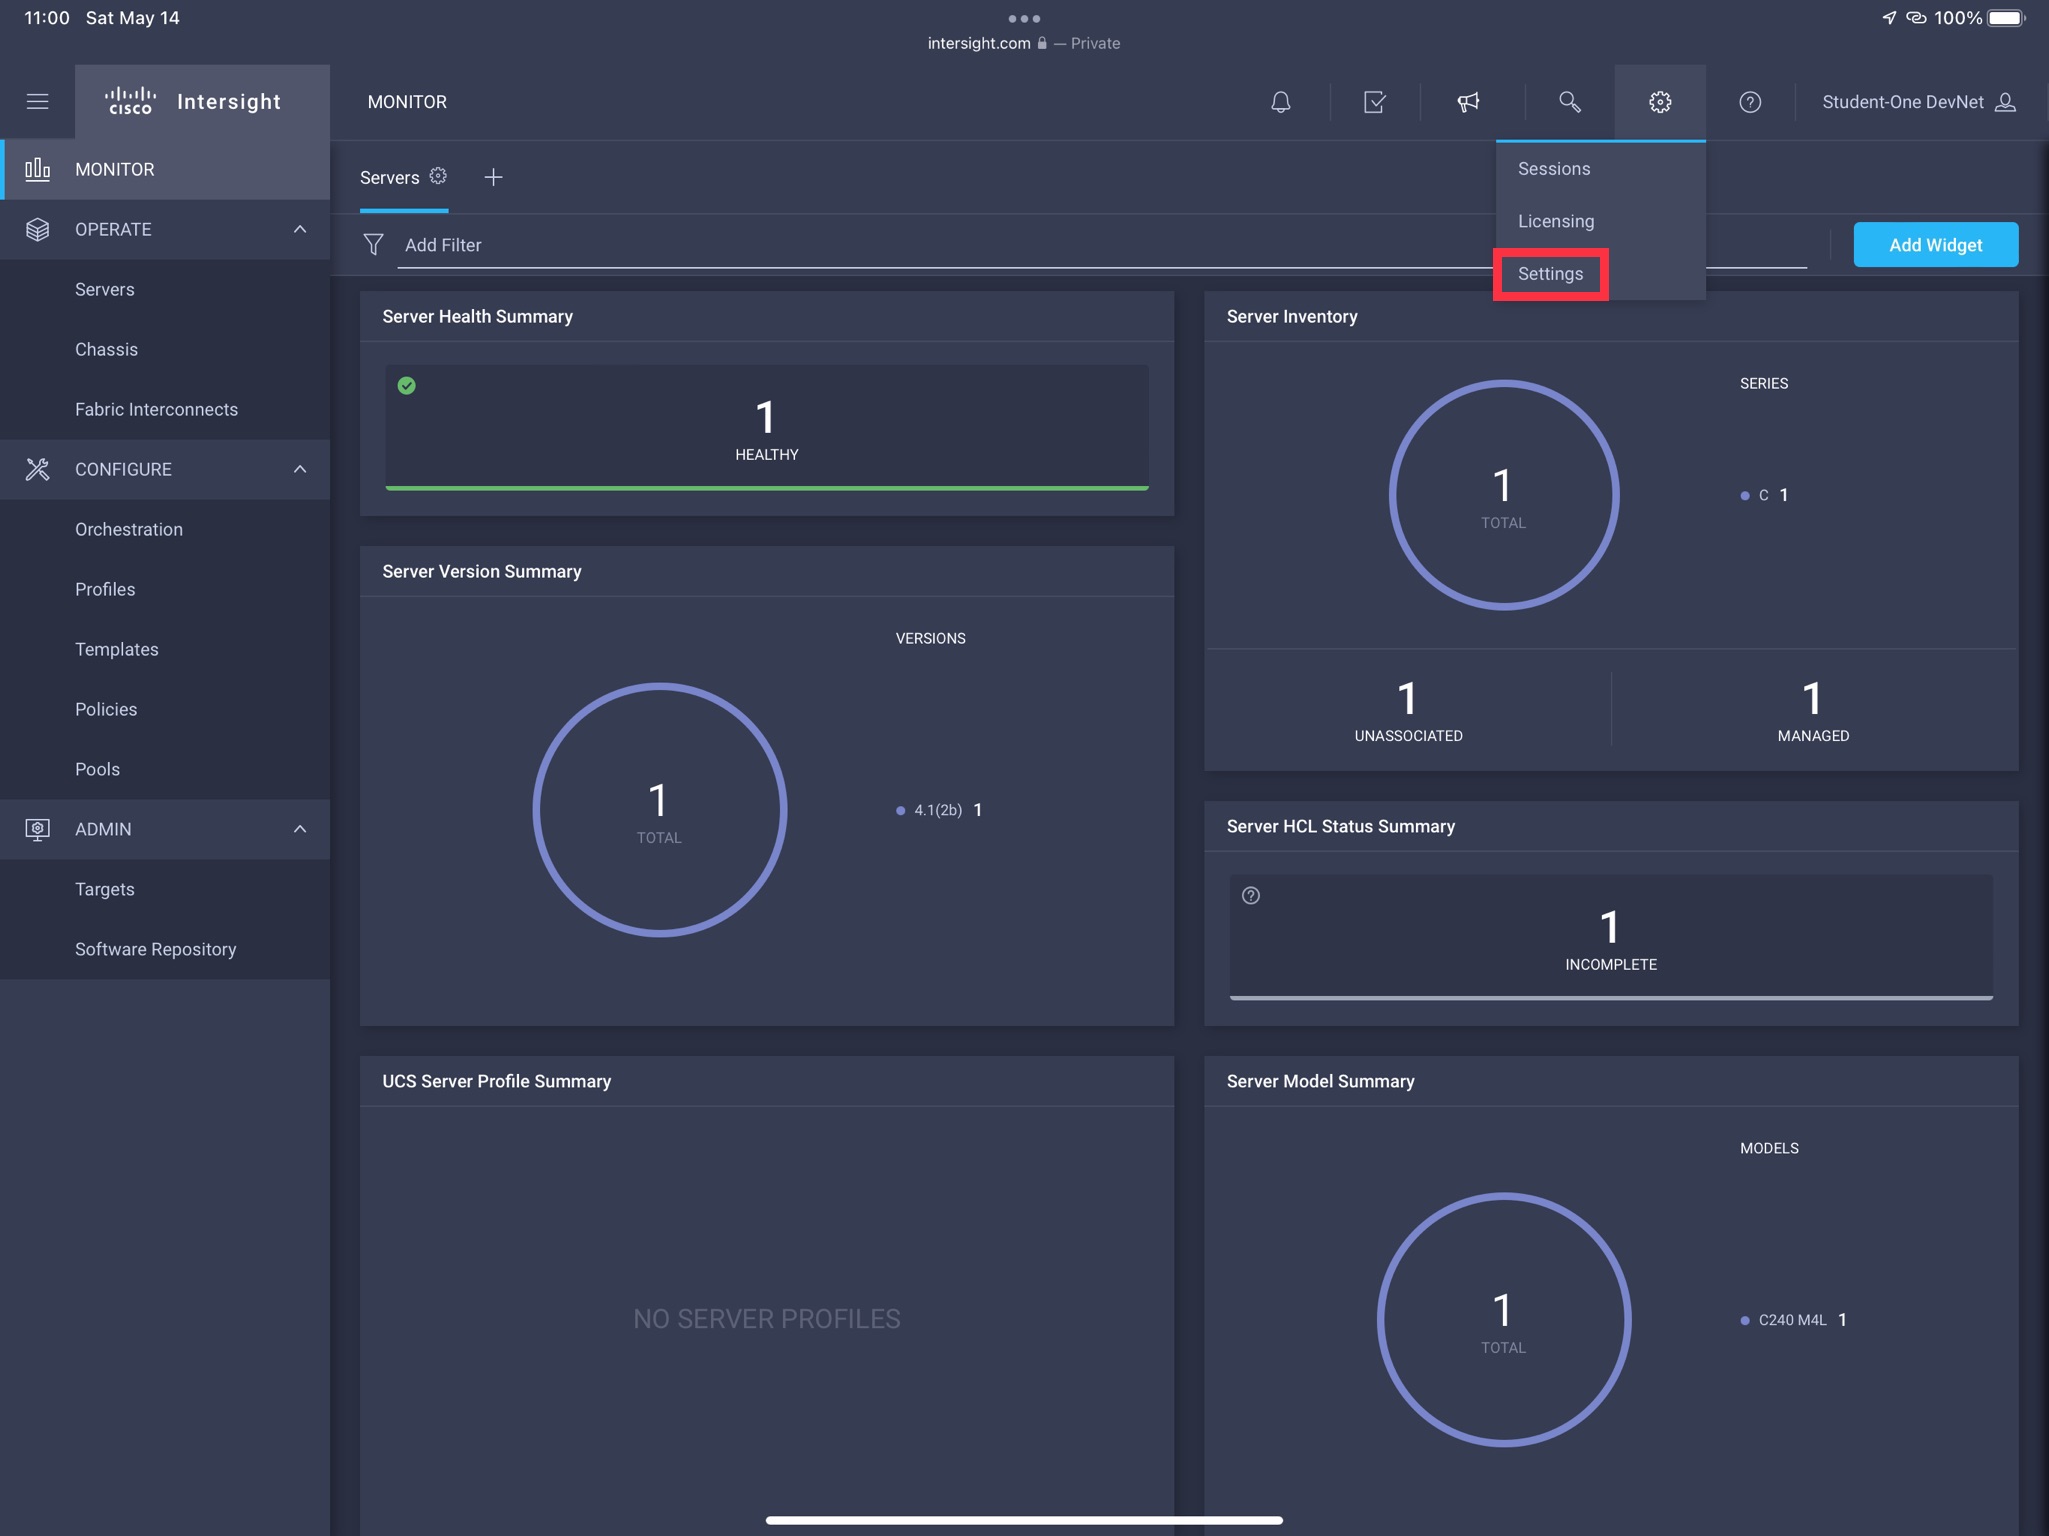 11:00 Sat May 14
100%
intersight.com — Private
CISCO Intersight
MONITOR
Student-One DevNet
MONITOR
OPERATE
Servers
Chassis
Fabric Interconnects
CONFIGURE
Orchestration
Profiles
Templates
Policies
Pools
ADMIN
Targets
Software Repository
Servers
Sessions
Licensing
Settings
Add Filter
Add Widget
Server Health Summary
1
HEALTHY
Server Inventory
SERIES
1
TOTAL
C 1
1
UNASSOCIATED
1
MANAGED
Server Version Summary
VERSIONS
1
TOTAL
4.1(2b) 1
Server HCL Status Summary
1
INCOMPLETE
UCS Server Profile Summary
NO SERVER PROFILES
Server Model Summary
MODELS
1
TOTAL
C240 M4L 1